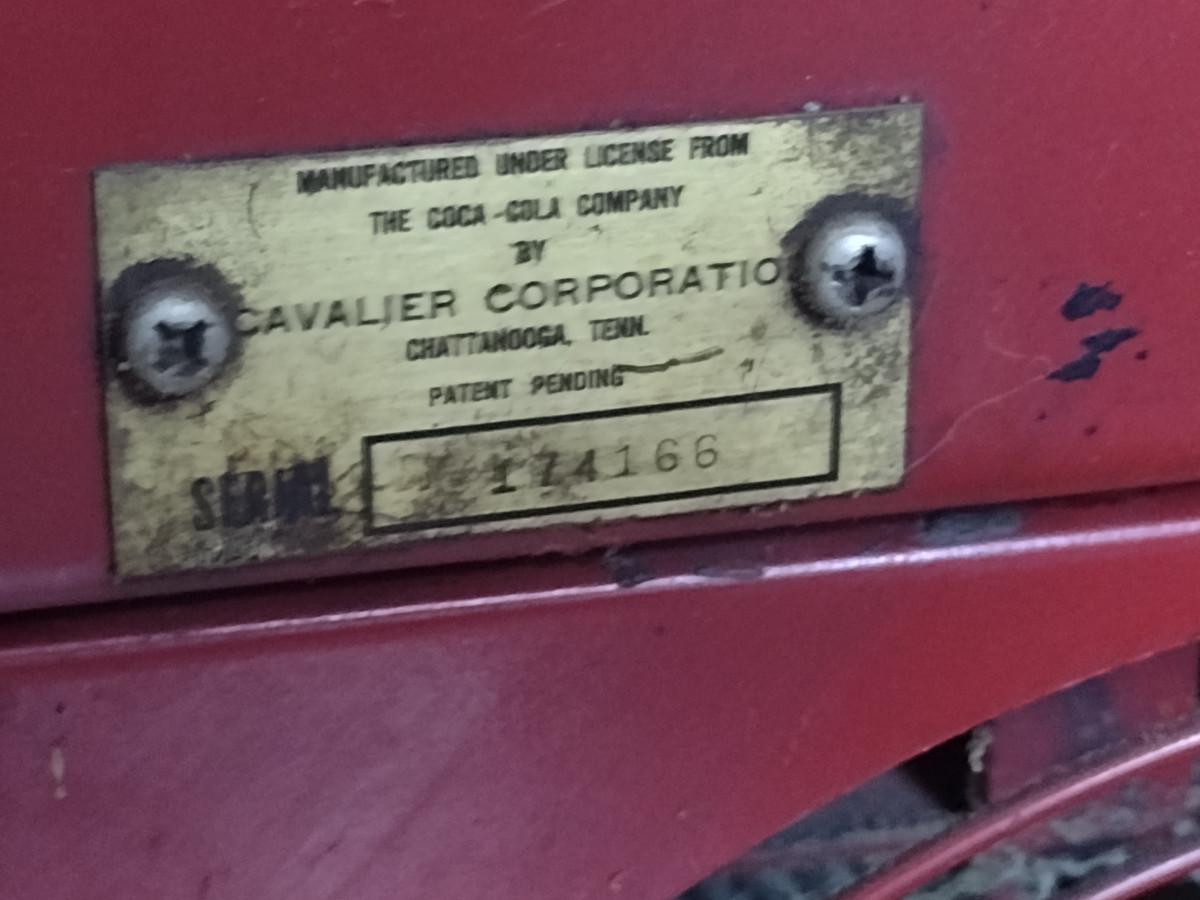 MANUFACTURED UNDER LICENSE FROM
THE COCA-COLA COMPANY
BY
CAVALIER CORPORATIO
CHATTANOOGA, TENN.
PATENT PENDING
SERIAL 174166